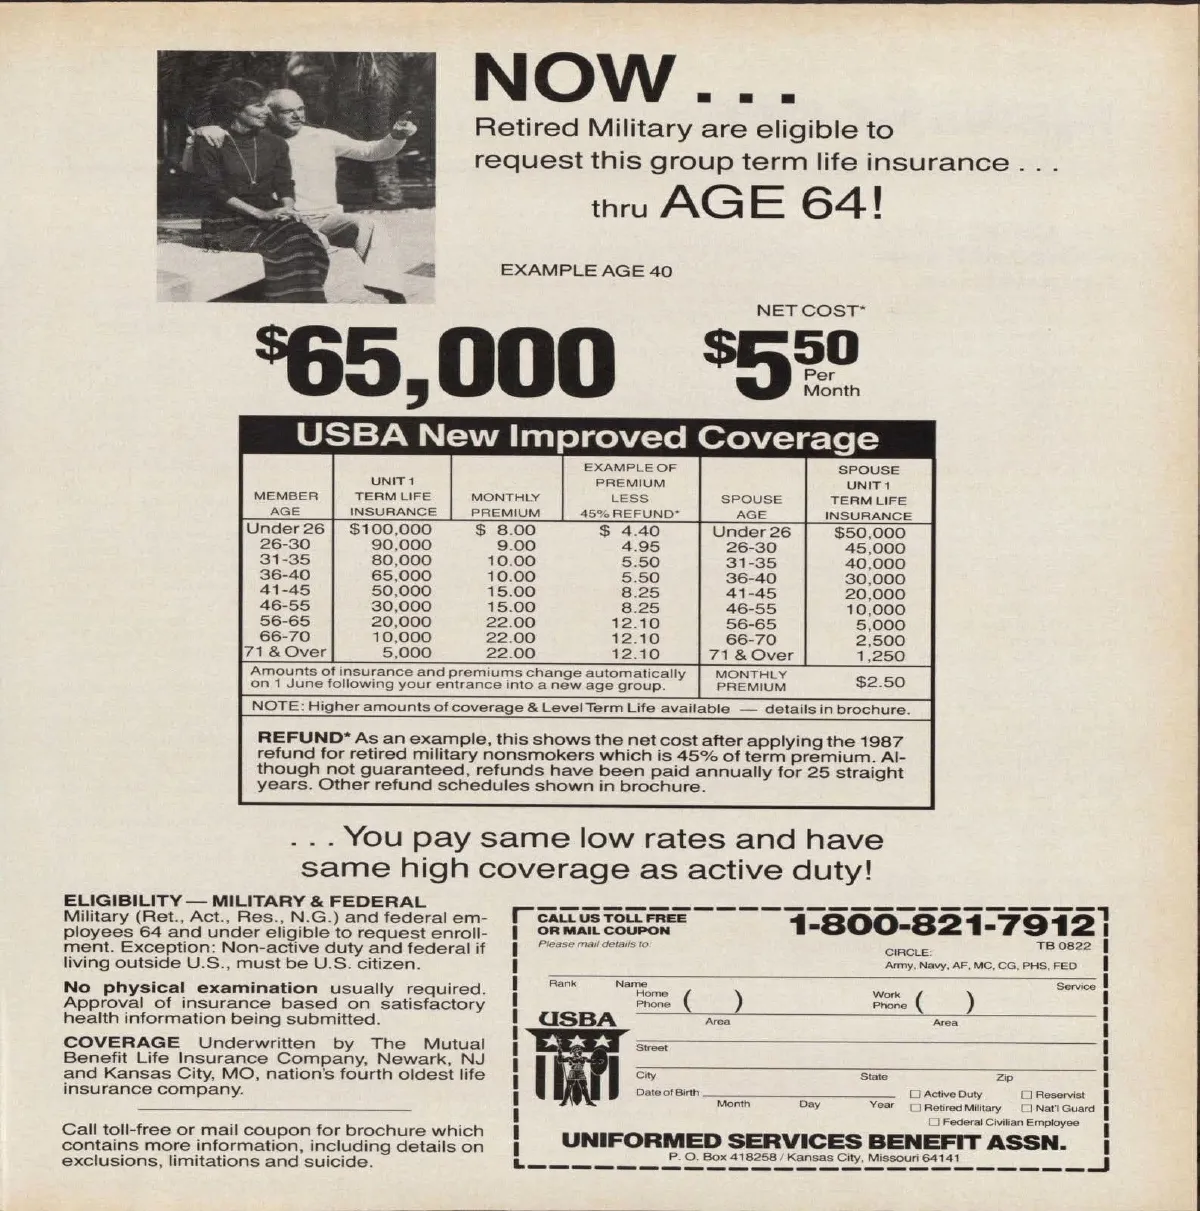 NOW . . .
Retired Military are eligible to
request this group term life insurance . . .
thru AGE 64!
EXAMPLE AGE 40
NET COST*
$65,000 $5 50
Per
Month
USBA New Improved Coverage
MEMBER AGE | UNIT 1 TERM LIFE INSURANCE | MONTHLY PREMIUM | EXAMPLE OF PREMIUM LESS 45% REFUND* | SPOUSE AGE | SPOUSE UNIT 1 TERM LIFE INSURANCE
Under 26 $100,000 $ 8.00 $ 4.40 Under 26 $50,000
26-30 90,000 9.00 4.95 26-30 45,000
31-35 80,000 10.00 5.50 31-35 40,000
36-40 65,000 10.00 5.50 36-40 30,000
41-45 50,000 15.00 8.25 41-45 20,000
46-55 30,000 15.00 8.25 46-55 10,000
56-65 20,000 22.00 12.10 56-65 5,000
66-70 10,000 22.00 12.10 66-70 2,500
71 & Over 5,000 22.00 12.10 71 & Over 1,250
Amounts of insurance and premiums change automatically
on 1 June following your entrance into a new age group.
MONTHLY
PREMIUM $2.50
NOTE: Higher amounts of coverage & Level Term Life available — details in brochure.
REFUND* As an example, this shows the net cost after applying the 1987
refund for retired military nonsmokers which is 45% of term premium. Al-
though not guaranteed, refunds have been paid annually for 25 straight
years. Other refund schedules shown in brochure.
. . . You pay same low rates and have
same high coverage as active duty!
ELIGIBILITY — MILITARY & FEDERAL
Military (Ret., Act., Res., N.G.) and federal em-
ployees 64 and under eligible to request enroll-
ment. Exception: Non-active duty and federal if
living outside U.S., must be U.S. citizen.
No physical examination usually required.
Approval of insurance based on satisfactory
health information being submitted.
COVERAGE Underwritten by The Mutual
Benefit Life Insurance Company, Newark, NJ
and Kansas City, MO, nation's fourth oldest life
insurance company.
Call toll-free or mail coupon for brochure which
contains more information, including details on
exclusions, limitations and suicide.
CALL US TOLL FREE
OR MAIL COUPON
1-800-821-7912
Please mail details to:
TB 0822
CIRCLE:
Army, Navy, AF, MC, CG, PHS, FED
Rank Name Service
Home
Phone ( ) Work
Phone ( )
Area Area
USBA
Street
City State Zip
Date of Birth
Month Day Year
☐ Active Duty ☐ Reservist
☐ Retired Military ☐ Nat'l Guard
☐ Federal Civilian Employee
UNIFORMED SERVICES BENEFIT ASSN.
P. O. Box 418258 / Kansas City, Missouri 64141